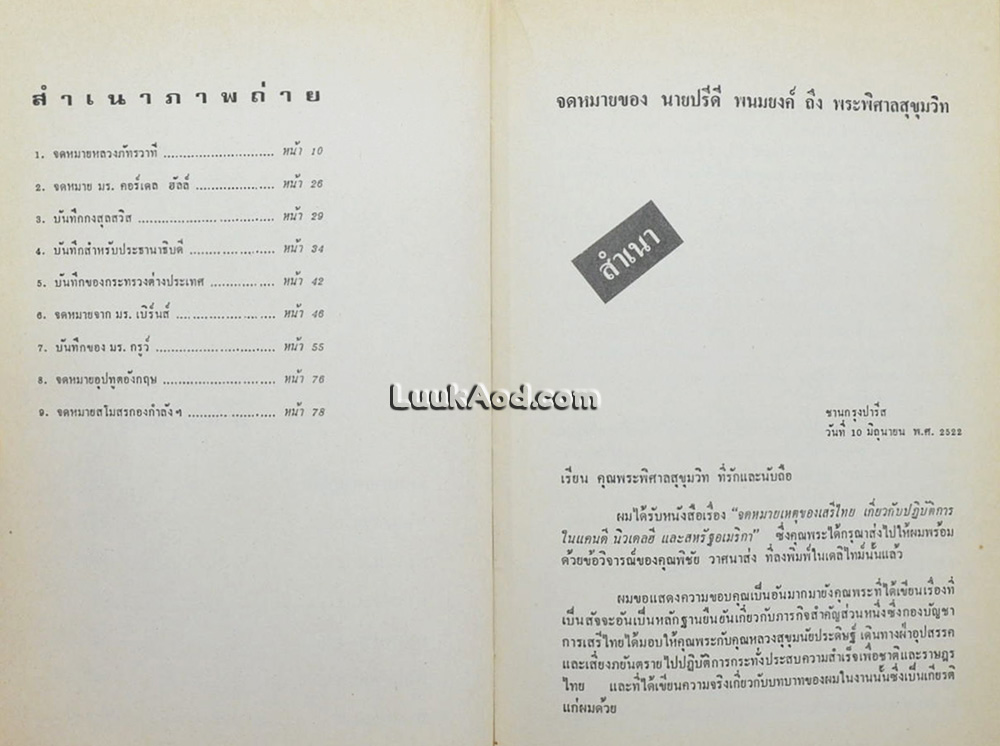 สำเนาภาพถ่าย
1. จดหมายหลวงภัทรวาที ............................ หน้า 10
2. จดหมาย มร. คอร์เดล ฮัลล์ .................... หน้า 26
3. บันทึกกงสุลสวิส ................................... หน้า 29
4. บันทึกสำหรับประธานาธิบดี ...................... หน้า 34
5. บันทึกของกระทรวงต่างประเทศ ................ หน้า 42
6. จดหมายจาก มร. เบิร์นส์ ......................... หน้า 46
7. บันทึกของ มร. กรูว์ ............................... หน้า 55
8. จดหมายอุปทูตอังกฤษ ............................. หน้า 76
9. จดหมายสโมสรกองกำลังฯ ........................ หน้า 78
จดหมายของ นายปรีดี พนมยงค์ ถึง พระพิศาลสุขุมวิท
สำเนา
LuukAod.com
ชานกรุงปารีส
วันที่ 10 มิถุนายน พ.ศ. 2522
เรียน คุณพระพิศาลสุขุมวิท ที่รักและนับถือ
ผมได้รับหนังสือเรื่อง "จดหมายเหตุของเสรีไทย เกี่ยวกับปฏิบัติการ
ในแคนดี นิวเดลฮี และสหรัฐอเมริกา" ซึ่งคุณพระได้กรุณาส่งไปให้ผมพร้อม
ด้วยข้อวิจารณ์ของคุณพิชัย วาศนาส่ง ที่ลงพิมพ์ในเดลิไทม์นั้นแล้ว
ผมขอแสดงความขอบคุณเป็นอันมากมายังคุณพระที่ได้เขียนเรื่องที่
เป็นสัจจะอันเป็นหลักฐานยืนยันเกี่ยวกับภารกิจสำคัญส่วนหนึ่งซึ่งกองบัญชา
การเสรีไทยได้มอบให้คุณพระกับคุณหลวงสุขุมนัยประดิษฐ์ เดินทางฝ่าอุปสรรค
และเสี่ยงภยันตรายไปปฏิบัติการกระทั่งประสบความสำเร็จเพื่อชาติและราษฎร
ไทย และที่ได้เขียนความจริงเกี่ยวกับบทบาทของผมในงานนั้นซึ่งเป็นเกียรติ
แก่ผมด้วย